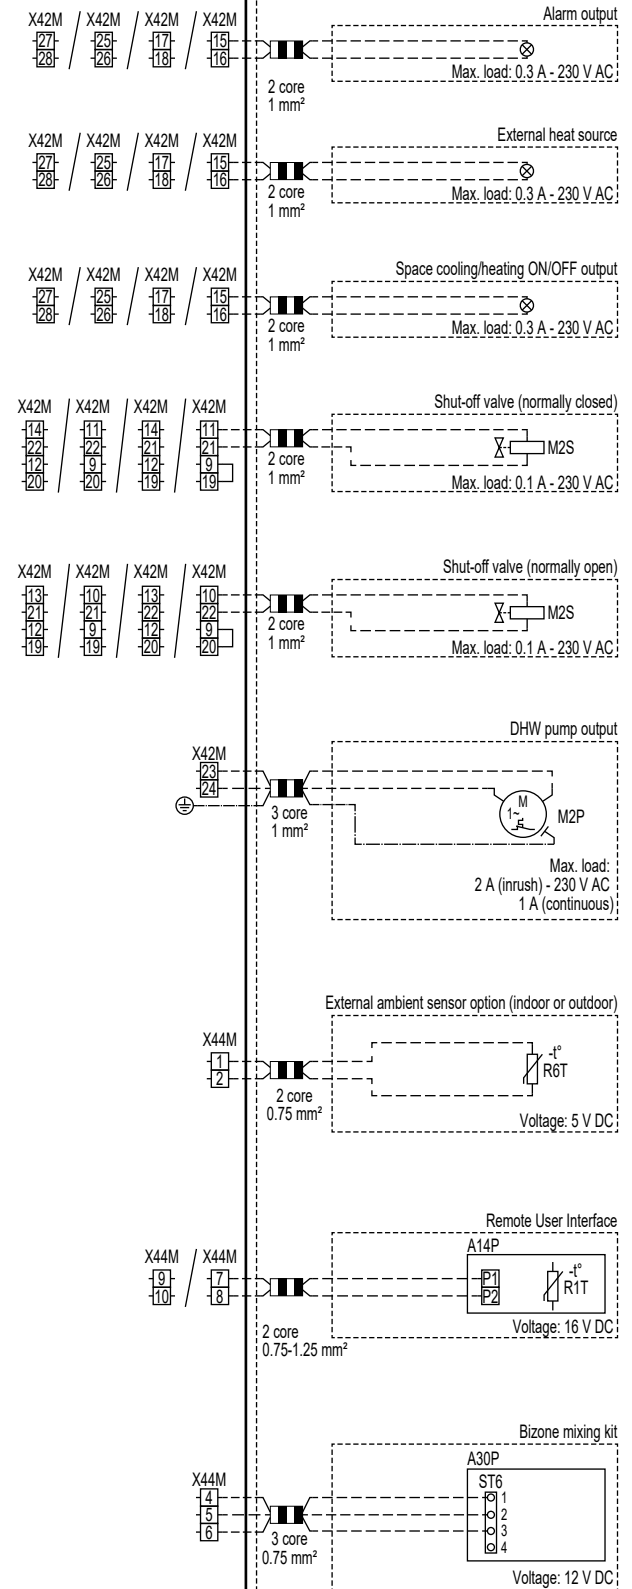 Alarm output
X42M / X42M / X42M / X42M
27 25 17 15
28 26 18 16
Max. load: 0.3 A - 230 V AC
2 core
1 mm²
External heat source
X42M / X42M / X42M / X42M
27 25 17 15
28 26 18 16
Max. load: 0.3 A - 230 V AC
2 core
1 mm²
Space cooling/heating ON/OFF output
X42M / X42M / X42M / X42M
27 25 17 15
28 26 18 16
Max. load: 0.3 A - 230 V AC
2 core
1 mm²
Shut-off valve (normally closed)
X42M / X42M / X42M / X42M
14 11 14 11
22 22 21 21
12 9 12 9
20 20 19 19
M2S
2 core
1 mm²
Max. load: 0.1 A - 230 V AC
Shut-off valve (normally open)
X42M / X42M / X42M / X42M
13 10 13 10
21 21 22 22
12 9 12 9
19 19 20 20
M2S
2 core
1 mm²
Max. load: 0.1 A - 230 V AC
DHW pump output
X42M
23
24
3 core
1 mm²
M
1~
M2P
Max. load:
2 A (inrush) - 230 V AC
1 A (continuous)
External ambient sensor option (indoor or outdoor)
X44M
1
2
-t°
R6T
2 core
0.75 mm²
Voltage: 5 V DC
Remote User Interface
X44M / X44M
9 7
10 8
A14P
P1
P2
-t°
R1T
2 core
0.75-1.25 mm²
Voltage: 16 V DC
Bizone mixing kit
A30P
X44M
4
5
6
ST6
1
2
3
4
3 core
0.75 mm²
Voltage: 12 V DC